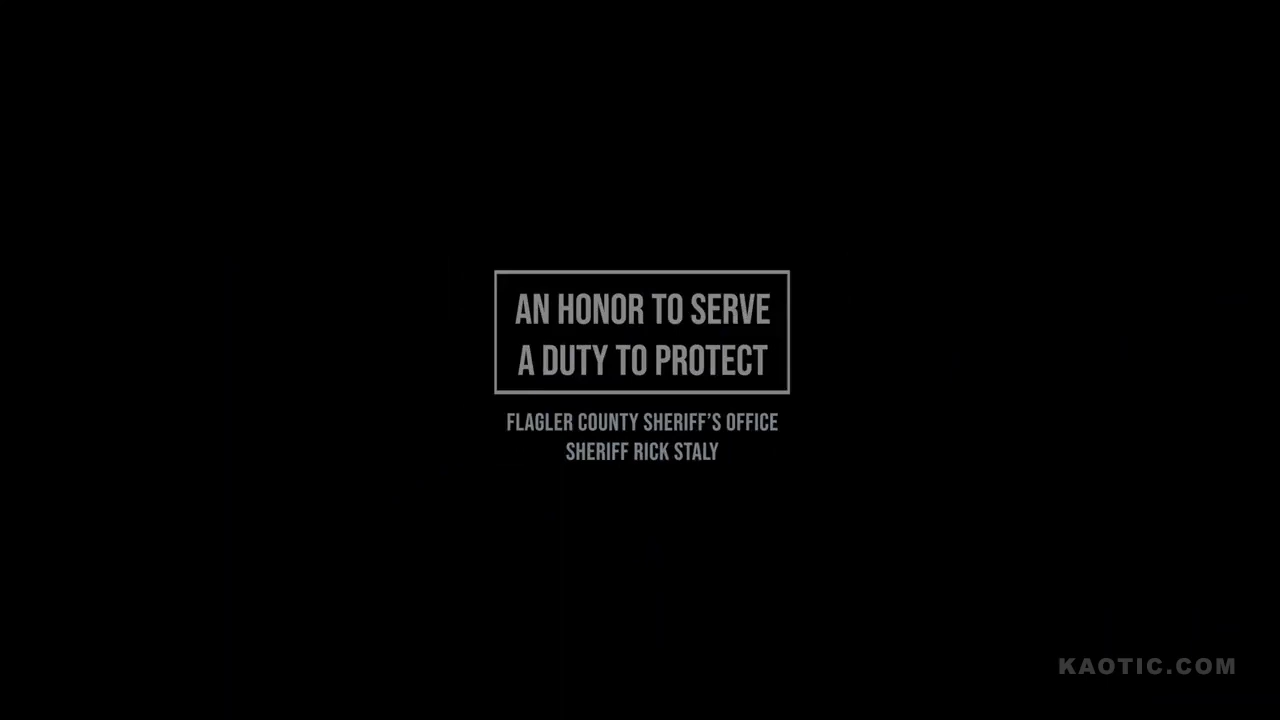 AN HONOR TO SERVE
A DUTY TO PROTECT
FLAGLER COUNTY SHERIFF'S OFFICE
SHERIFF RICK STALY
KAOTIC.COM